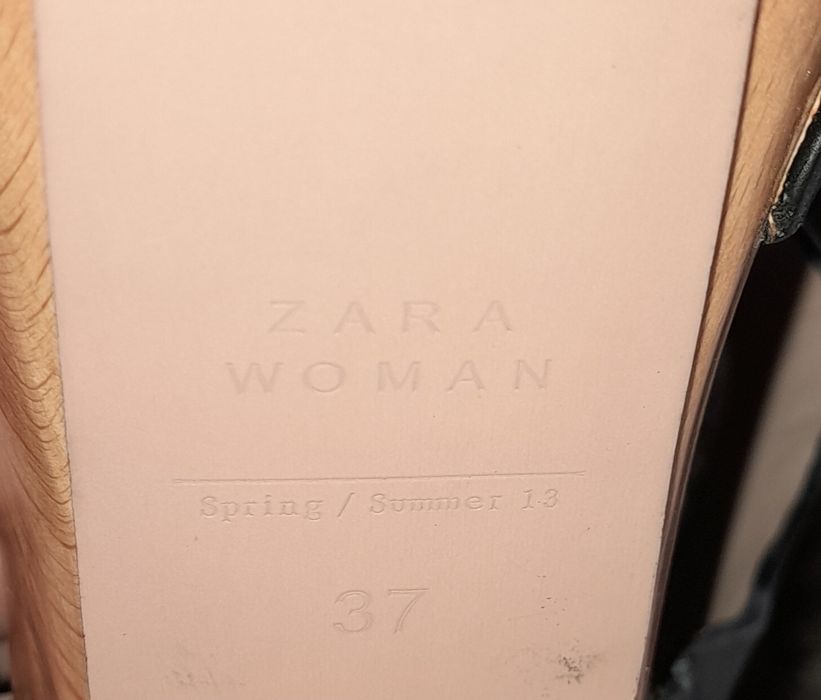 ZARA
WOMAN
Spring / Summer 13
37